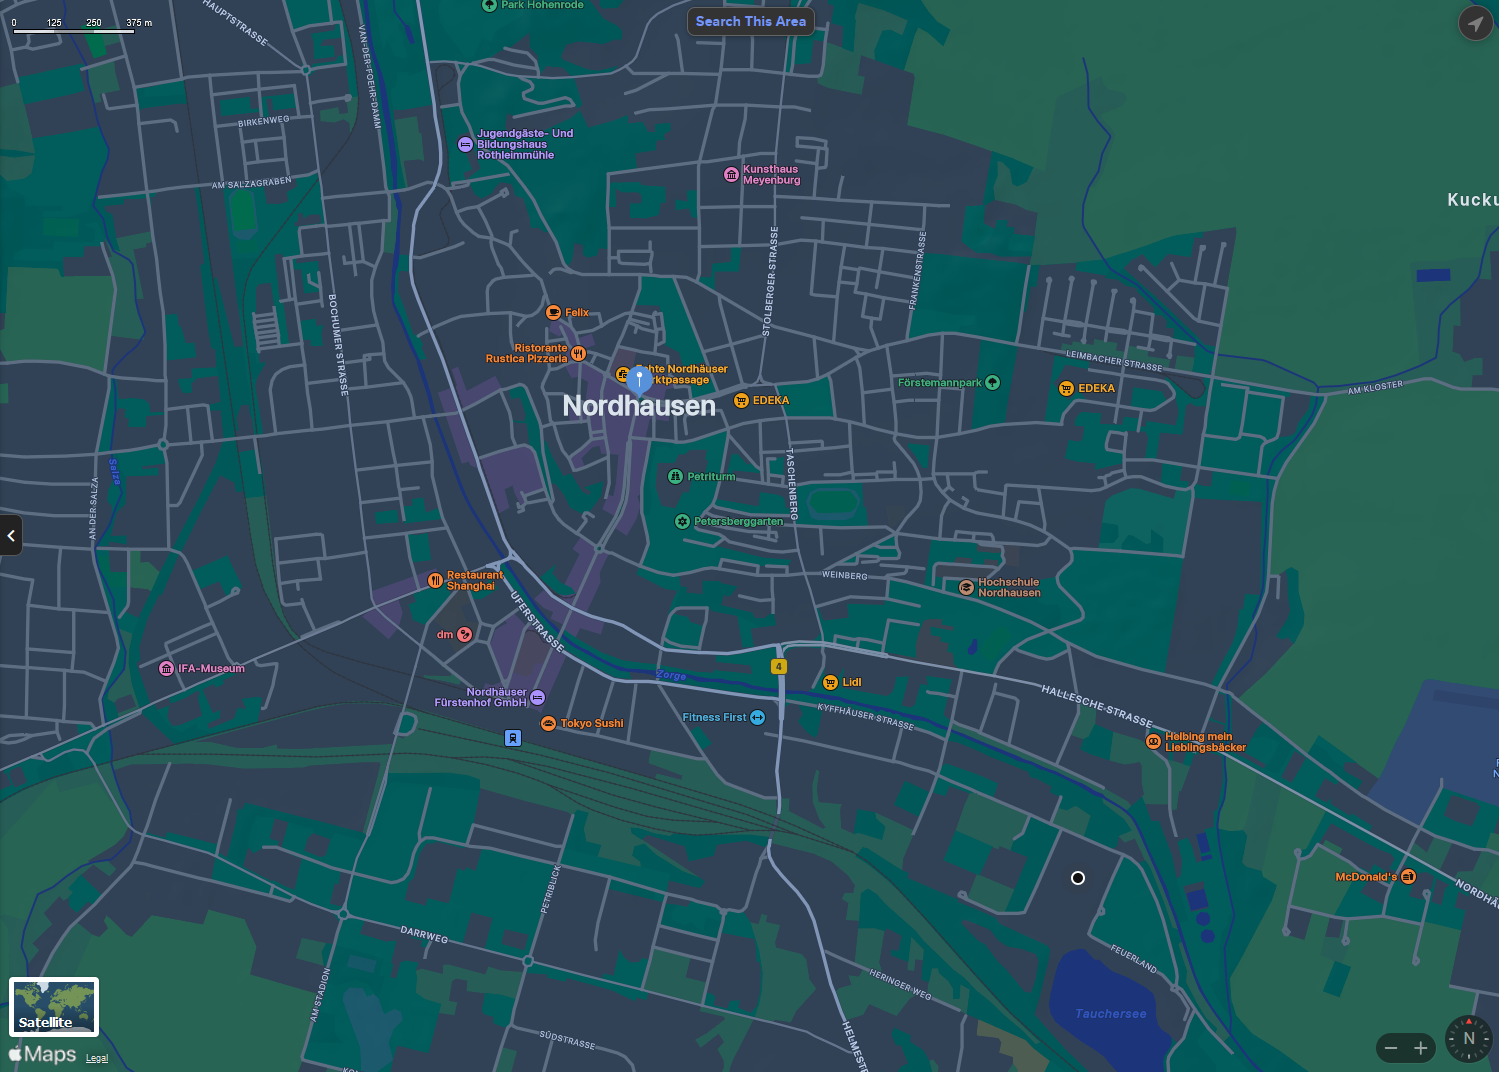 0 125 250 375 m
HAUPTSTRASSE
Park Hohenrode
Search This Area
VAN-DER-FOEHR-DAMM
BIRKENWEG
Jugendgäste- Und
Bildungshaus
Rothleimmühle
Kunsthaus
Meyenburg
AM SALZAGRABEN
Kucku
STOLBERGER STRASSE
FRANKENSTRASSE
BOCHUMER STRASSE
Felix
Ristorante
Rustica Pizzeria
hte Nordhäuser
rktpassage
LEIMBACHER STRASSE
Förstemannpark
EDEKA
AM KLOSTER
Nordhausen
EDEKA
Salza
AN DER SALZA
TASCHENBERG
Petriturm
Petersberggarten
WEINBERG
Restaurant
Shanghai
Hochschule
Nordhausen
UFERSTRASSE
dm
IFA-Museum
4
Zorge
Lidl
Nordhäuser
Fürstenhof GmbH
HALLESCHE-STRASSE
Tokyo Sushi
Fitness First
KYFFHÄUSER STRASSE
Helbing mein
Lieblingsbäcker
N
McDonald's
PETRIBLICK
NORDHÄU
DARRWEG
FEUERLAND
HERINGER-WEG
AM STADION
Tauchersee
Satellite
SÜDSTRASSE
HELMESTR
N
Maps
Legal